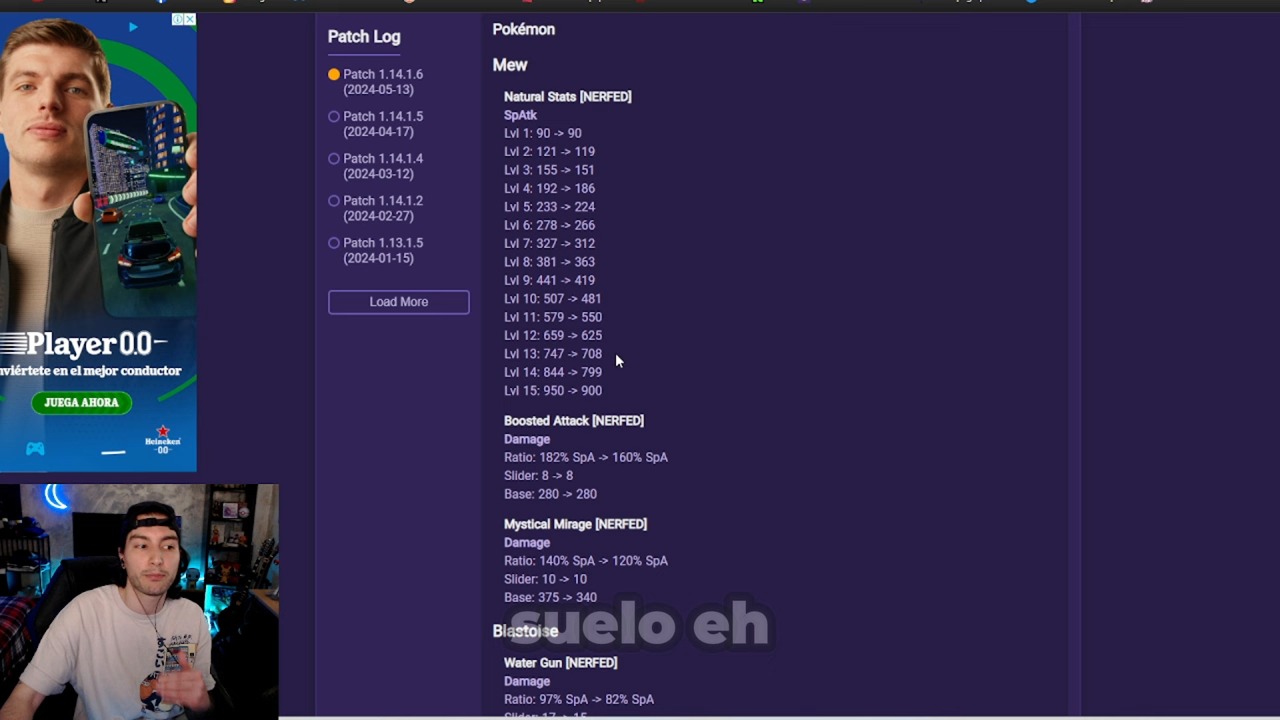 Player 0.0
nviértete en el mejor conductor
JUEGA AHORA
Heineken
0.0
Patch Log
Patch 1.14.1.6
(2024-05-13)
Patch 1.14.1.5
(2024-04-17)
Patch 1.14.1.4
(2024-03-12)
Patch 1.14.1.2
(2024-02-27)
Patch 1.13.1.5
(2024-01-15)
Load More
Pokémon
Mew
Natural Stats [NERFED]
SpAtk
Lvl 1: 90 -> 90
Lvl 2: 121 -> 119
Lvl 3: 155 -> 151
Lvl 4: 192 -> 186
Lvl 5: 233 -> 224
Lvl 6: 278 -> 266
Lvl 7: 327 -> 312
Lvl 8: 381 -> 363
Lvl 9: 441 -> 419
Lvl 10: 507 -> 481
Lvl 11: 579 -> 550
Lvl 12: 659 -> 625
Lvl 13: 747 -> 708
Lvl 14: 844 -> 799
Lvl 15: 950 -> 900
Boosted Attack [NERFED]
Damage
Ratio: 182% SpA -> 160% SpA
Slider: 8 -> 8
Base: 280 -> 280
Mystical Mirage [NERFED]
Damage
Ratio: 140% SpA -> 120% SpA
Slider: 10 -> 10
Base: 375 -> 340
suelo eh
Blastoise
Water Gun [NERFED]
Damage
Ratio: 97% SpA -> 82% SpA
Slider: 17 -> 15